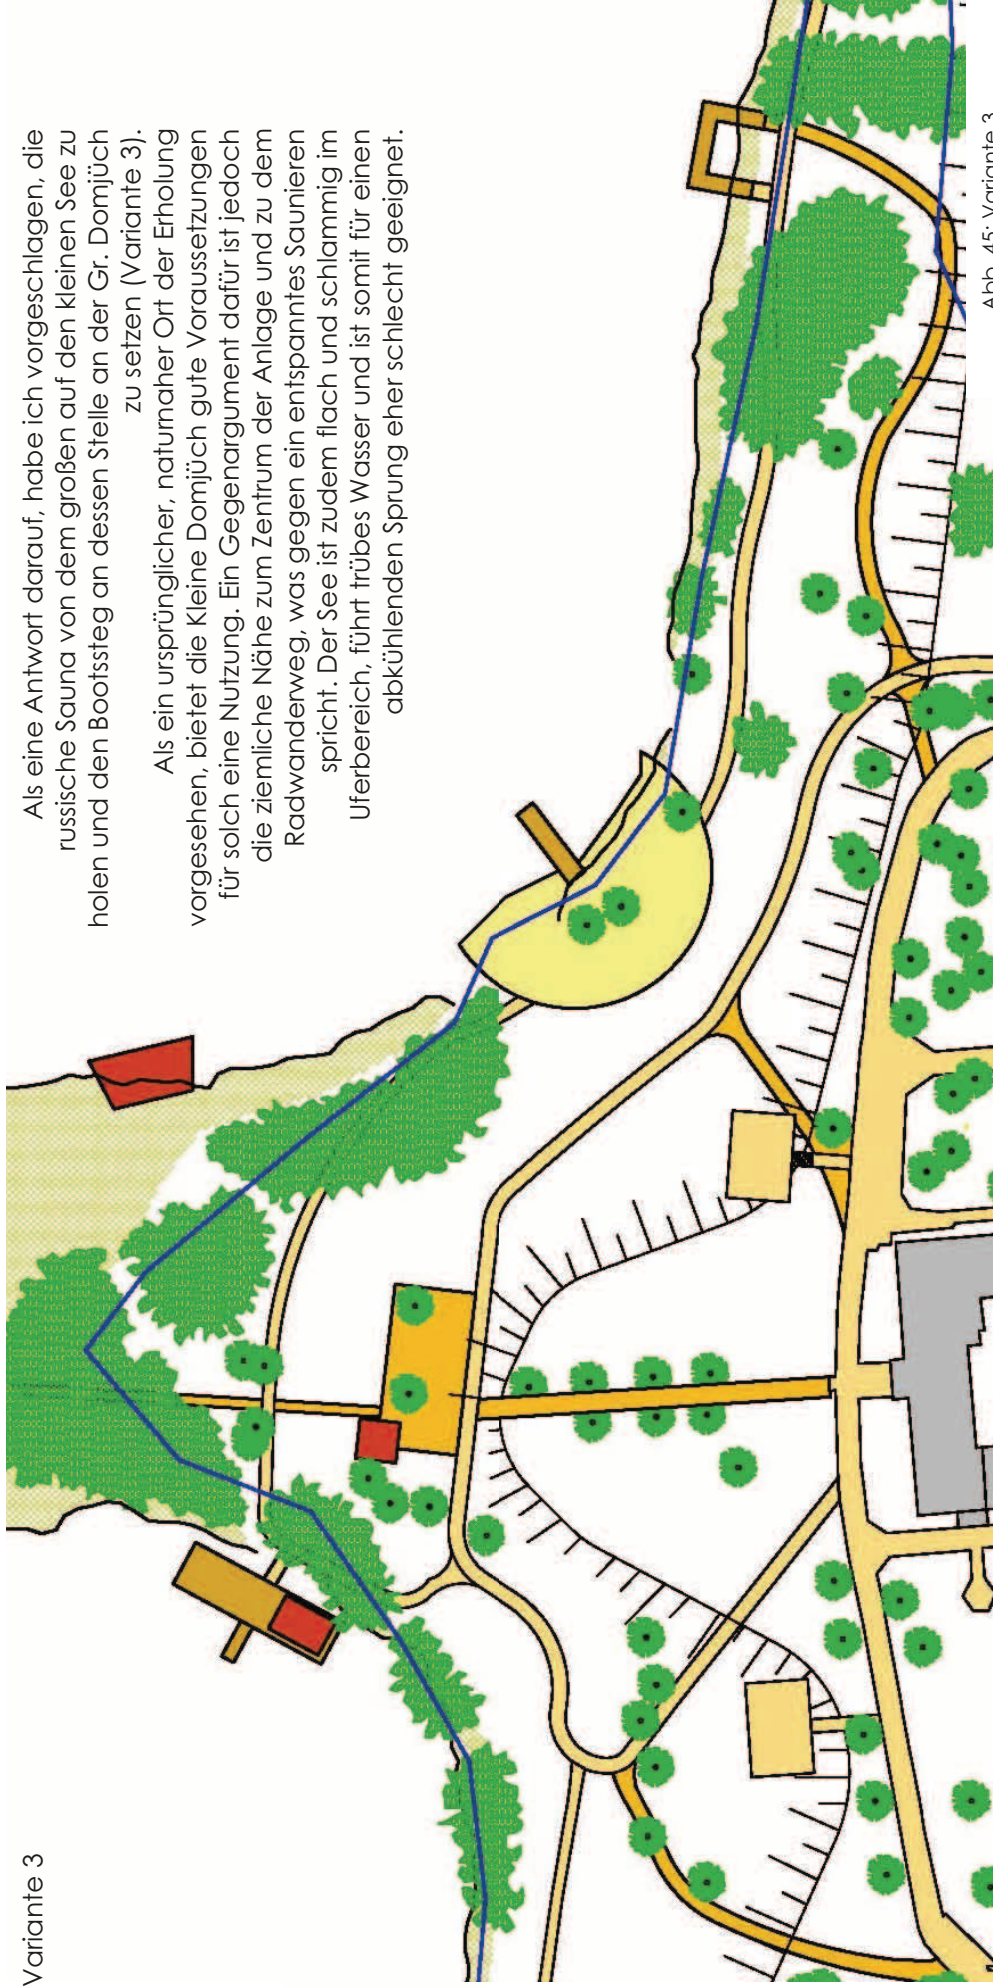 Variante 3
Als eine Antwort darauf, habe ich vorgeschlagen, die
russische Sauna von dem großen auf den kleinen See zu
holen und den Bootssteg an dessen Stelle an der Gr. Domjüch
zu setzen (Variante 3).
Als ein ursprünglicher, naturnaher Ort der Erholung
vorgesehen, bietet die Kleine Domjüch gute Voraussetzungen
für solch eine Nutzung. Ein Gegenargument dafür ist jedoch
die ziemliche Nähe zum Zentrum der Anlage und zu dem
Radwanderweg, was gegen ein entspanntes Saunieren
spricht. Der See ist zudem flach und schlammig im
Uferbereich, führt trübes Wasser und ist somit für einen
abkühlenden Sprung eher schlecht geeignet.
Abb. 45: Variante 3